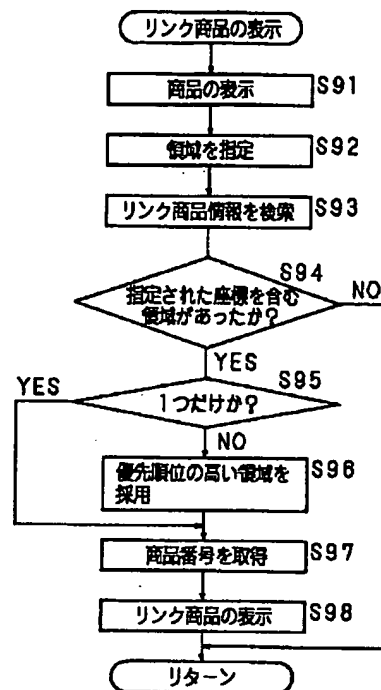 リンク商品の表示
商品の表示 S91
領域を指定 S92
リンク商品情報を検索 S93
S94
指定された座標を含む
領域があったか?
NO
YES
S95
YES
1つだけか?
NO
優先順位の高い領域を
採用
S96
商品番号を取得 S97
リンク商品の表示 S98
リターン